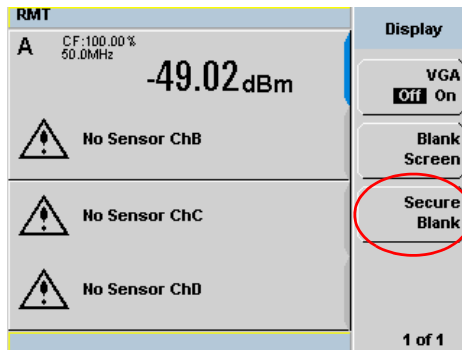 RMT
A
CF:100.00 %
50.0MHz
-49.02dBm
No Sensor ChB
No Sensor ChC
No Sensor ChD
Display
VGA
Off On
Blank
Screen
Secure
Blank
1 of 1